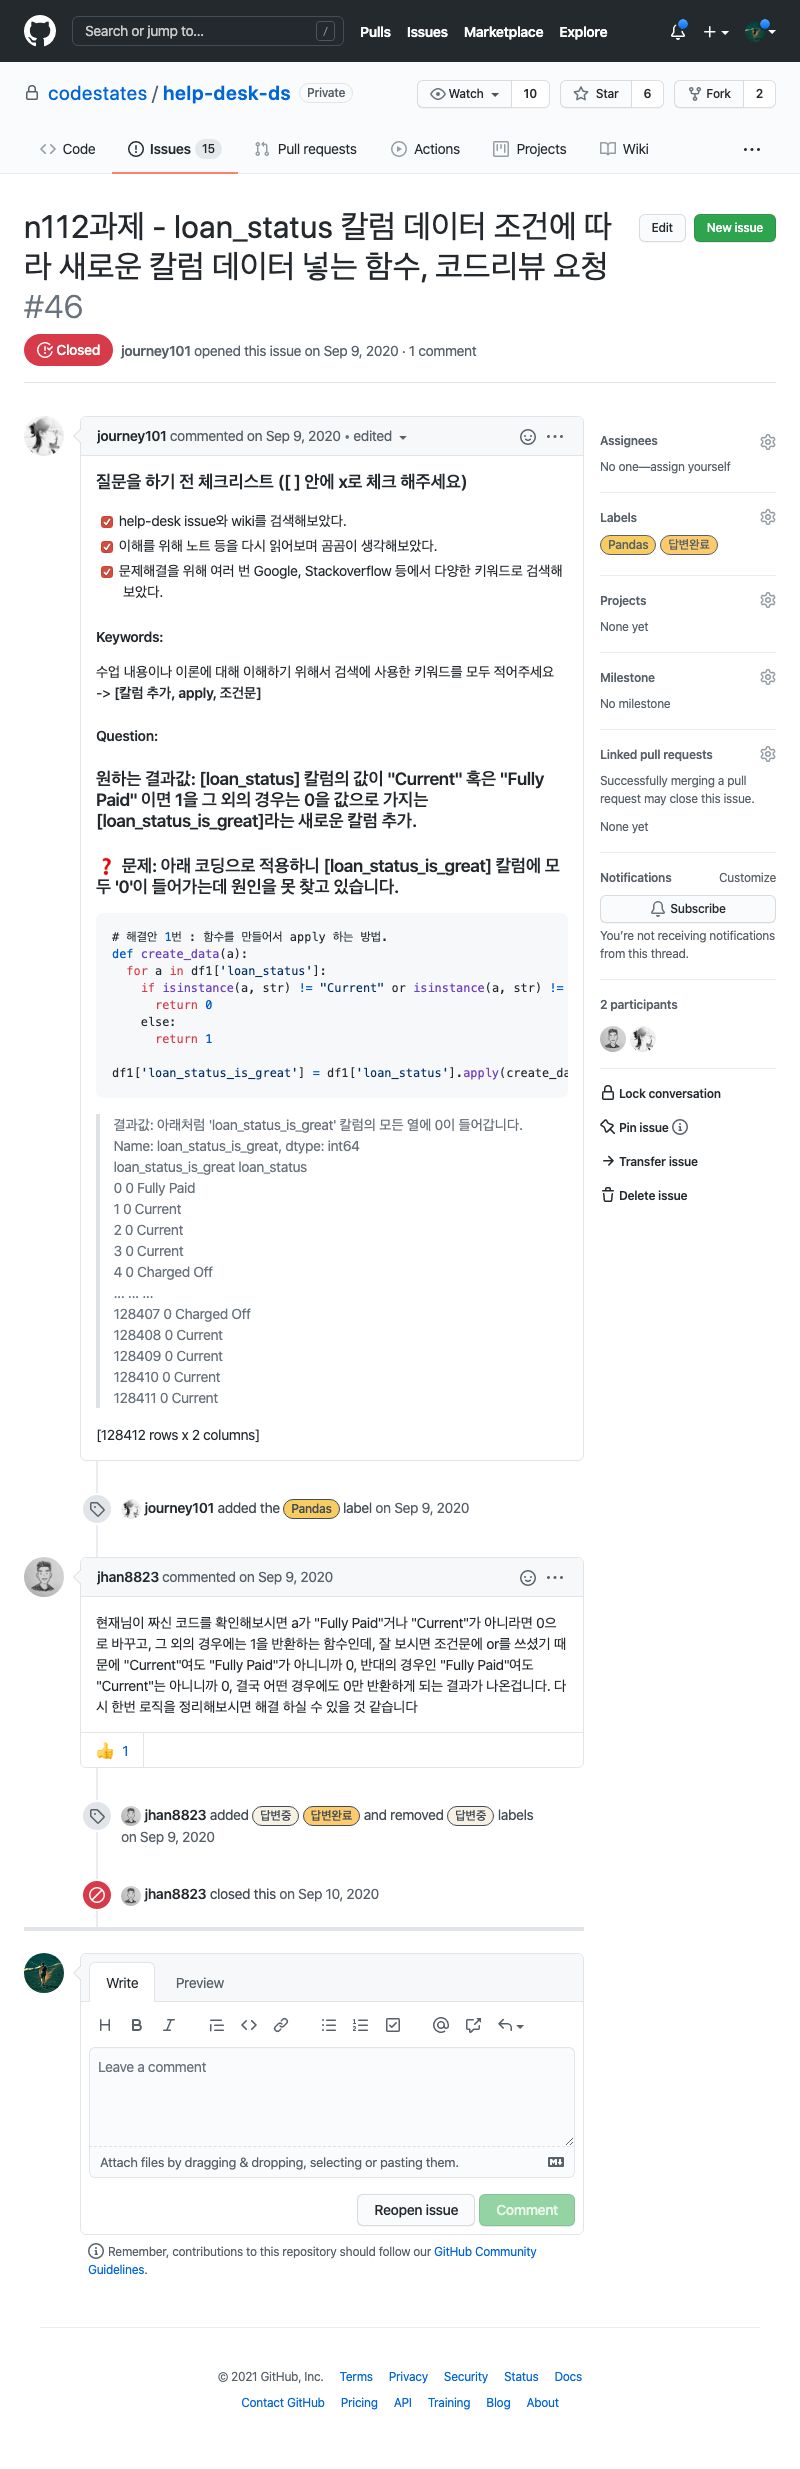 Search or jump to...
/
Pulls
Issues
Marketplace
Explore
codestates / help-desk-ds
Private
Watch
10
Star
6
Fork
2
Code
Issues 15
Pull requests
Actions
Projects
Wiki
n112과제 - loan_status 칼럼 데이터 조건에 따
라 새로운 칼럼 데이터 넣는 함수, 코드리뷰 요청
#46
Edit
New issue
Closed
journey101 opened this issue on Sep 9, 2020 · 1 comment
journey101 commented on Sep 9, 2020 • edited
질문을 하기 전 체크리스트 ([ ] 안에 x로 체크 해주세요)
help-desk issue와 wiki를 검색해보았다.
이해를 위해 노트 등을 다시 읽어보며 곰곰이 생각해보았다.
문제해결을 위해 여러 번 Google, Stackoverflow 등에서 다양한 키워드로 검색해
보았다.
Keywords:
수업 내용이나 이론에 대해 이해하기 위해서 검색에 사용한 키워드를 모두 적어주세요
-> [칼럼 추가, apply, 조건문]
Question:
원하는 결과값: [loan_status] 칼럼의 값이 "Current" 혹은 "Fully
Paid" 이면 1을 그 외의 경우는 0을 값으로 가지는
[loan_status_is_great]라는 새로운 칼럼 추가.
❓ 문제: 아래 코딩으로 적용하니 [loan_status_is_great] 칼럼에 모
두 '0'이 들어가는데 원인을 못 찾고 있습니다.
# 해결안 1번 : 함수를 만들어서 apply 하는 방법.
def create_data(a):
for a in df1['loan_status']:
if isinstance(a, str) != "Current" or isinstance(a, str) !=
return 0
else:
return 1
df1['loan_status_is_great'] = df1['loan_status'].apply(create_da
결과값: 아래처럼 'loan_status_is_great' 칼럼의 모든 열에 0이 들어갑니다.
Name: loan_status_is_great, dtype: int64
loan_status_is_great loan_status
0 0 Fully Paid
1 0 Current
2 0 Current
3 0 Current
4 0 Charged Off
... ... ...
128407 0 Charged Off
128408 0 Current
128409 0 Current
128410 0 Current
128411 0 Current
[128412 rows x 2 columns]
journey101 added the Pandas label on Sep 9, 2020
jhan8823 commented on Sep 9, 2020
현재님이 짜신 코드를 확인해보시면 a가 "Fully Paid"거나 "Current"가 아니라면 0으
로 바꾸고, 그 외의 경우에는 1을 반환하는 함수인데, 잘 보시면 조건문에 or를 쓰셨기 때
문에 "Current"여도 "Fully Paid"가 아니니까 0, 반대의 경우인 "Fully Paid"여도
"Current"는 아니니까 0, 결국 어떤 경우에도 0만 반환하게 되는 결과가 나온겁니다. 다
시 한번 로직을 정리해보시면 해결 하실 수 있을 것 같습니다
👍 1
jhan8823 added 답변중 답변완료 and removed 답변중 labels
on Sep 9, 2020
jhan8823 closed this on Sep 10, 2020
Write
Preview
Leave a comment
Attach files by dragging & dropping, selecting or pasting them.
Reopen issue
Comment
Remember, contributions to this repository should follow our GitHub Community
Guidelines.
Assignees
No one—assign yourself
Labels
Pandas
답변완료
Projects
None yet
Milestone
No milestone
Linked pull requests
Successfully merging a pull
request may close this issue.
None yet
Notifications
Customize
Subscribe
You're not receiving notifications
from this thread.
2 participants
Lock conversation
Pin issue
Transfer issue
Delete issue
© 2021 GitHub, Inc.
Terms
Privacy
Security
Status
Docs
Contact GitHub
Pricing
API
Training
Blog
About